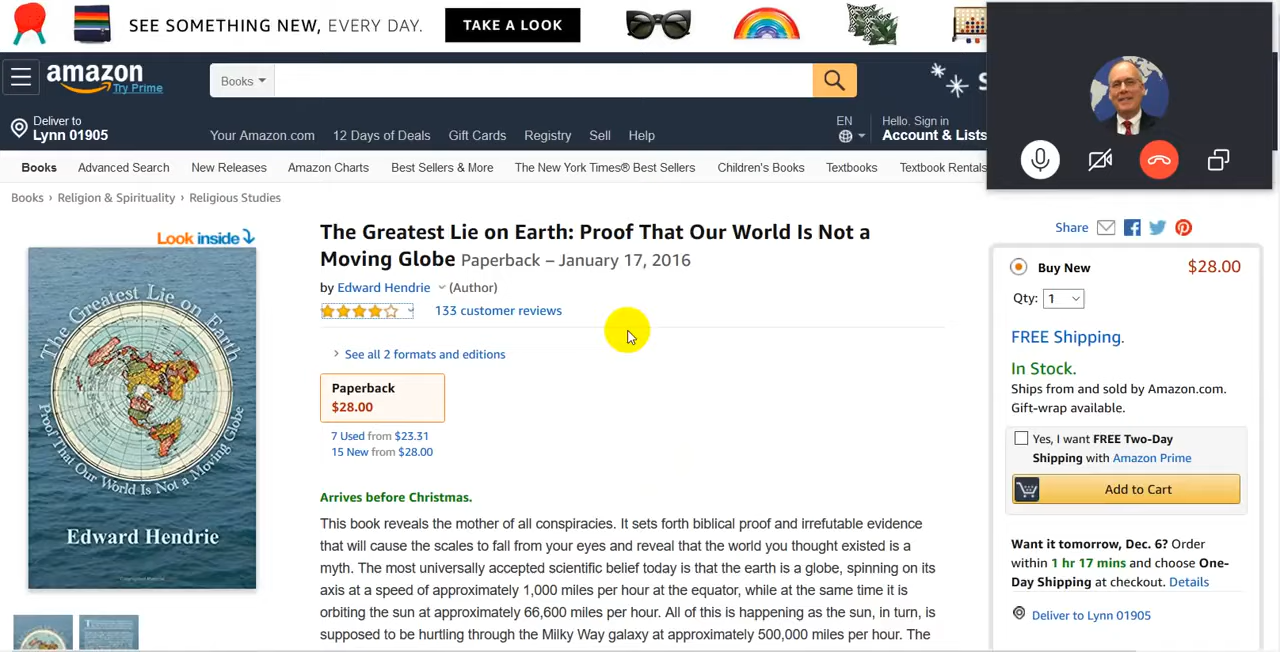 SEE SOMETHING NEW, EVERY DAY.
TAKE A LOOK
amazon
Try Prime
Books
Deliver to
Lynn 01905
Your Amazon.com 12 Days of Deals Gift Cards Registry Sell Help
EN
Hello. Sign in
Account & Lists
Books Advanced Search New Releases Amazon Charts Best Sellers & More The New York Times® Best Sellers Children's Books Textbooks Textbook Rentals
Books › Religion & Spirituality › Religious Studies
Look inside
The Greatest Lie on Earth
Proof That Our World Is Not a Moving Globe
Edward Hendrie
The Greatest Lie on Earth: Proof That Our World Is Not a
Moving Globe Paperback – January 17, 2016
by Edward Hendrie (Author)
133 customer reviews
See all 2 formats and editions
Paperback
$28.00
7 Used from $23.31
15 New from $28.00
Arrives before Christmas.
This book reveals the mother of all conspiracies. It sets forth biblical proof and irrefutable evidence
that will cause the scales to fall from your eyes and reveal that the world you thought existed is a
myth. The most universally accepted scientific belief today is that the earth is a globe, spinning on its
axis at a speed of approximately 1,000 miles per hour at the equator, while at the same time it is
orbiting the sun at approximately 66,600 miles per hour. All of this is happening as the sun, in turn, is
supposed to be hurtling through the Milky Way galaxy at approximately 500,000 miles per hour. The
Share
Buy New $28.00
Qty: 1
FREE Shipping.
In Stock.
Ships from and sold by Amazon.com.
Gift-wrap available.
Yes, I want FREE Two-Day
Shipping with Amazon Prime
Add to Cart
Want it tomorrow, Dec. 6? Order
within 1 hr 17 mins and choose One-
Day Shipping at checkout. Details
Deliver to Lynn 01905